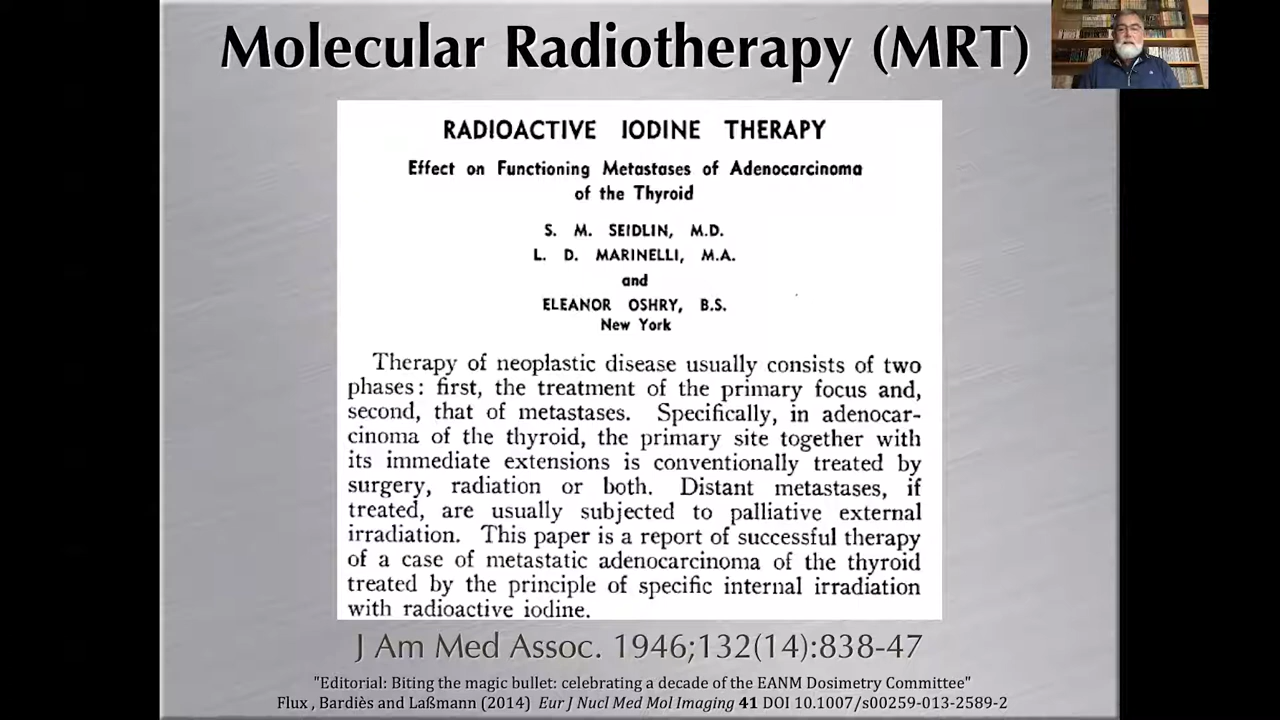 Molecular Radiotherapy (MRT)
RADIOACTIVE IODINE THERAPY
Effect on Functioning Metastases of Adenocarcinoma
of the Thyroid
S. M. SEIDLIN, M.D.
L. D. MARINELLI, M.A.
and
ELEANOR OSHRY, B.S.
New York
Therapy of neoplastic disease usually consists of two
phases: first, the treatment of the primary focus and,
second, that of metastases. Specifically, in adenocar-
cinoma of the thyroid, the primary site together with
its immediate extensions is conventionally treated by
surgery, radiation or both. Distant metastases, if
treated, are usually subjected to palliative external
irradiation. This paper is a report of successful therapy
of a case of metastatic adenocarcinoma of the thyroid
treated by the principle of specific internal irradiation
with radioactive iodine.
J Am Med Assoc. 1946;132(14):838-47
"Editorial: Biting the magic bullet: celebrating a decade of the EANM Dosimetry Committee"
Flux , Bardiès and Laßmann (2014) Eur J Nucl Med Mol Imaging 41 DOI 10.1007/s00259-013-2589-2